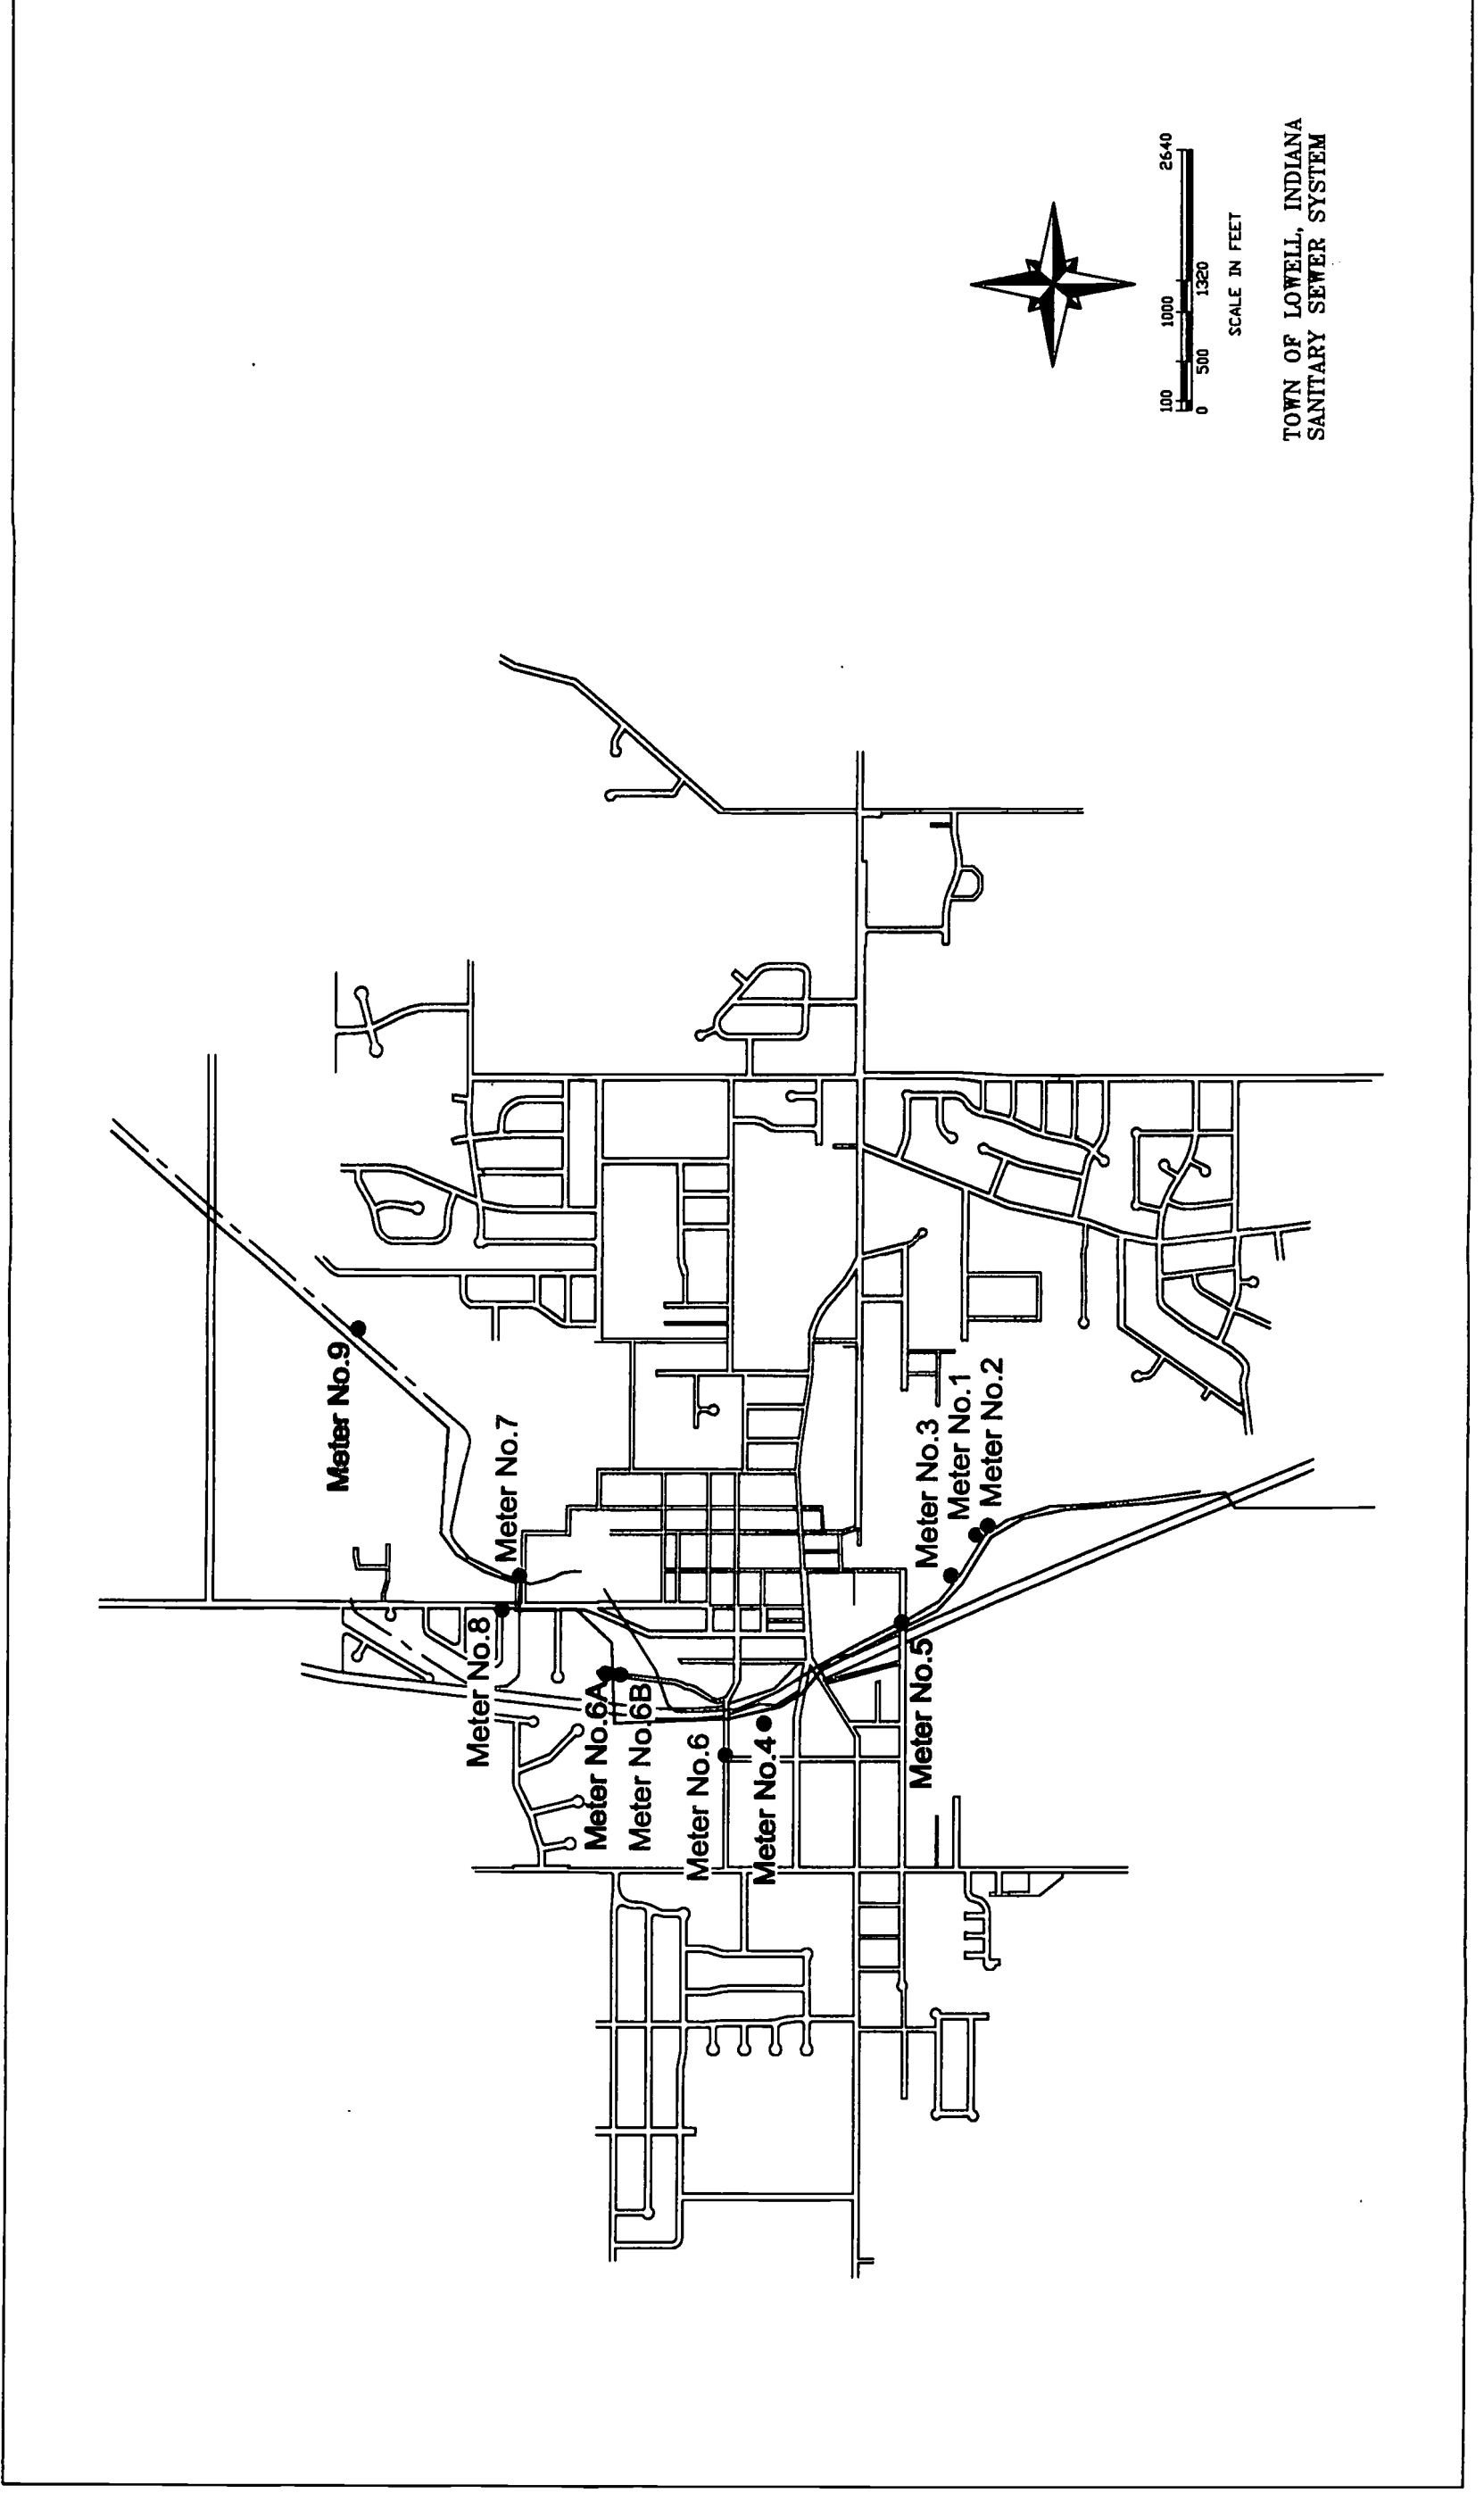 Meter No.9
Meter No.7
Meter No.8
Meter No.6A
Meter No.6B
Meter No.6
Meter No.4
Meter No.5
Meter No.3
Meter No.1
Meter No.2
100 1000 2640
0 500 1320
SCALE IN FEET
TOWN OF LOWELL, INDIANA
SANITARY SEWER SYSTEM